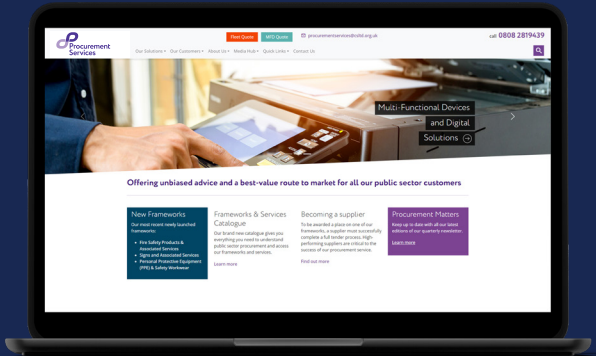 Procurement
Services
Fleet Quote
MFD Quote
procurementservices@
call 0808 2819439
Our Solutions
Our Customers
About Us
Media Hub
Quick Links
Contact Us
Multi-Functional Devices
and Digital
Solutions
Offering unbiased advice and a best-value route to market for all our public sector customers
New Frameworks
Our most recent newly launched
frameworks:
• Fire Safety Products &
Associated Services
• Signs and Associated Services
• Personal Protective Equipment
(PPE) & Safety Workwear
Frameworks & Services
Catalogue
Our brand new catalogue gives you
everything you need to understand
public sector procurement and access
our frameworks and services.
Learn more
Becoming a supplier
To be awarded a place on one of our
frameworks, a supplier must successfully
complete a full tender process. High-
performing suppliers are critical to the
success of our procurement service.
Find out more
Procurement Matters
Keep up to date with all our latest
editions of our quarterly newsletter.
Learn more